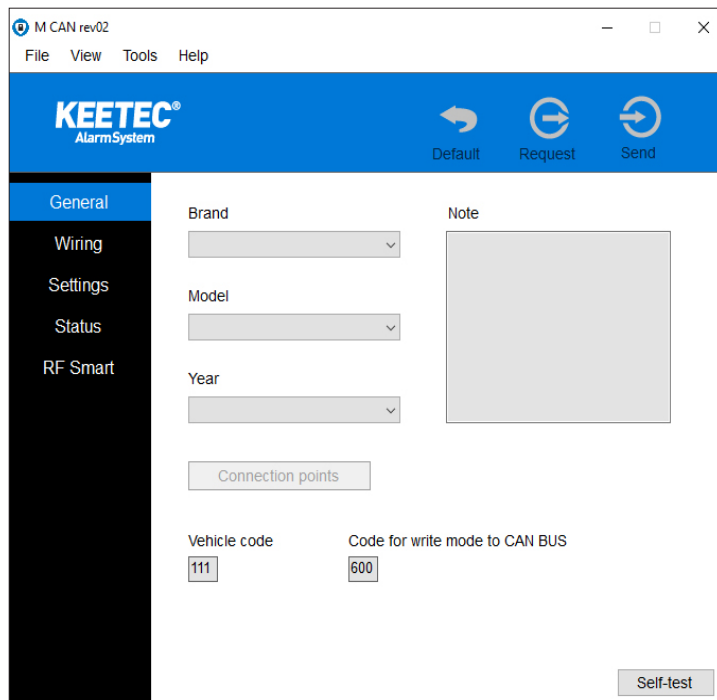 M CAN rev02
File View Tools Help
KEETEC®
AlarmSystem
Default Request Send
General
Wiring
Settings
Status
RF Smart
Brand
Note
Model
Year
Connection points
Vehicle code
Code for write mode to CAN BUS
111
600
Self-test